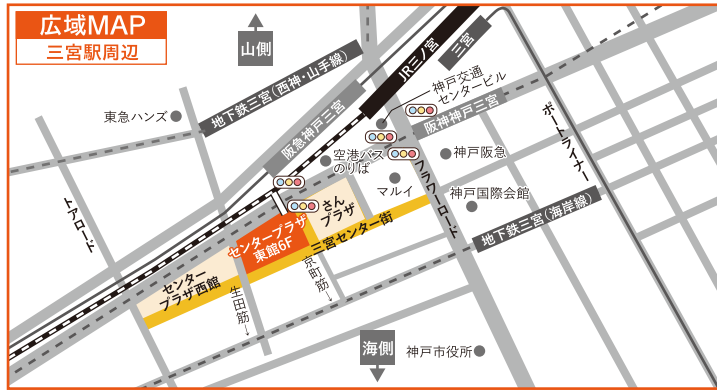 広域MAP
三宮駅周辺
山側
JR三ノ宮
三宮
地下鉄三宮(西神・山手線)
神戸交通
センタービル
東急ハンズ
阪急神戸三宮
阪神神戸三宮
ポートライナー
空港バス
のりば
神戸阪急
マルイ
フラワーロード
神戸国際会館
トアロード
さん
プラザ
センタープラザ
東館6F
三宮センター街
地下鉄三宮(海岸線)
センター
プラザ西館
京町筋→
生田筋→
海側
神戸市役所